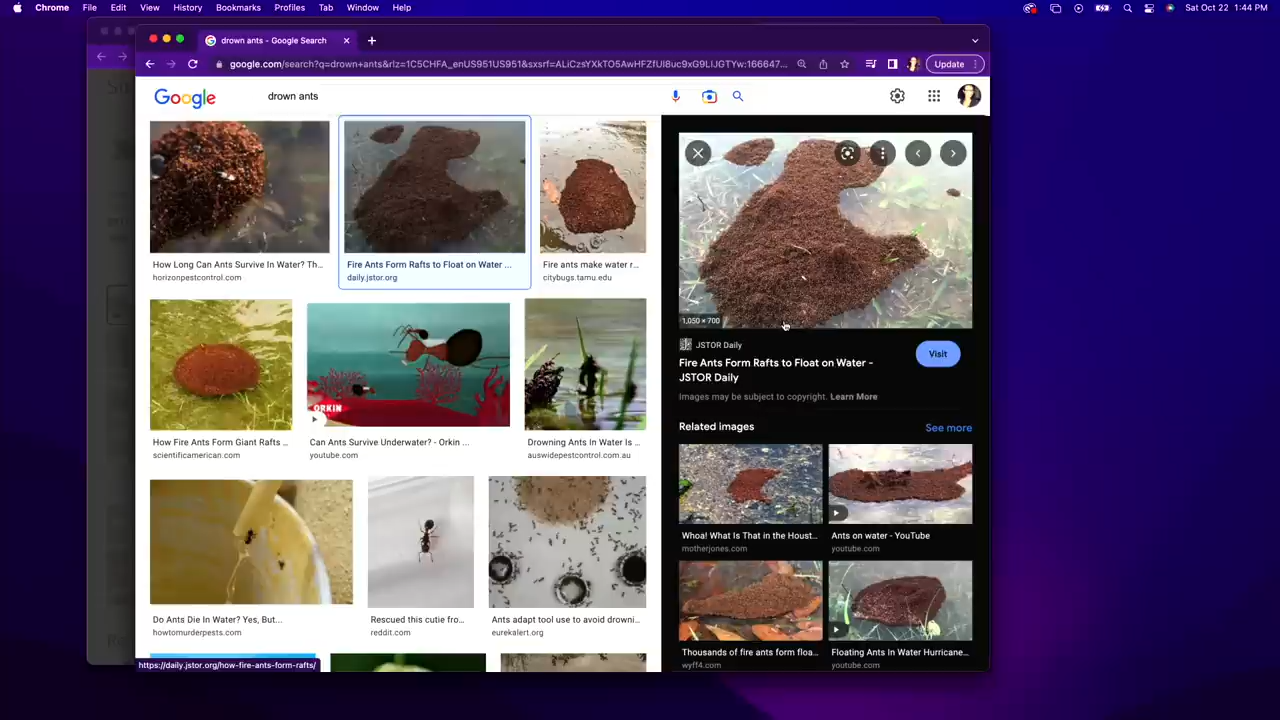 Chrome File Edit View History Bookmarks Profiles Tab Window Help Sat Oct 22 1:44 PM
drown ants - Google Search
google.com/search?q=drown+ants&rlz=1C5CHFA_enUS951US951&sxsrf=
Update
Google drown ants
How Long Can Ants Survive In Water? Th...
horizonpestcontrol.com
Fire Ants Form Rafts to Float on Water ...
daily.jstor.org
Fire ants make water r...
citybugs.tamu.edu
How Fire Ants Form Giant Rafts ..
scientificamerican.com
ORKIN
Can Ants Survive Underwater? - Orkin ...
youtube.com
Drowning Ants In Water Is ..
auswidepestcontrol.com.au
Do Ants Die In Water? Yes, But...
howtomurderpests.com
Rescued this cutie fro...
reddit.com
Ants adapt tool use to avoid drowni...
eurekalert.org
https://daily.jstor.org/how-fire-ants-form-rafts/
1,050 × 700
JSTOR Daily
Fire Ants Form Rafts to Float on Water -
JSTOR Daily
Visit
Images may be subject to copyright. Learn More
Related images
See more
Whoa! What Is That in the Houst...
motherjones.com
Ants on water - YouTube
youtube.com
Thousands of fire ants form floa...
wyff4.com
Floating Ants In Water Hurricane...
youtube.com